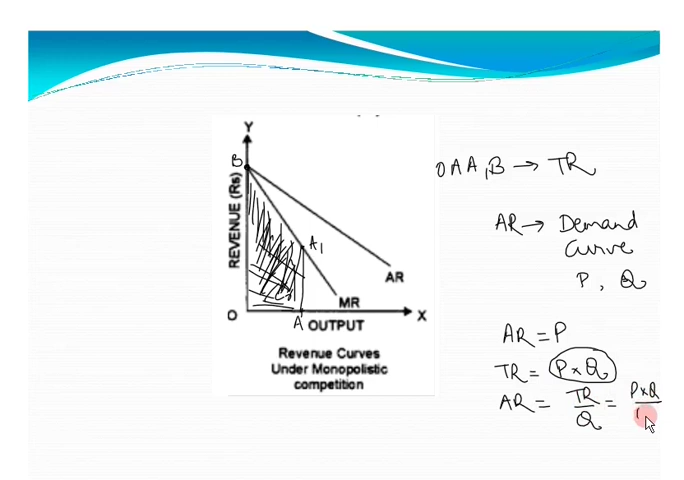 Y
B
REVENUE (Rs)
A1
AR
MR
O
A
OUTPUT
X
Revenue Curves
Under Monopolistic
competition
OAA1B → TR
AR → Demand
Curve
P, Q
AR = P
TR = P × Q
AR = TR/Q = P×Q/